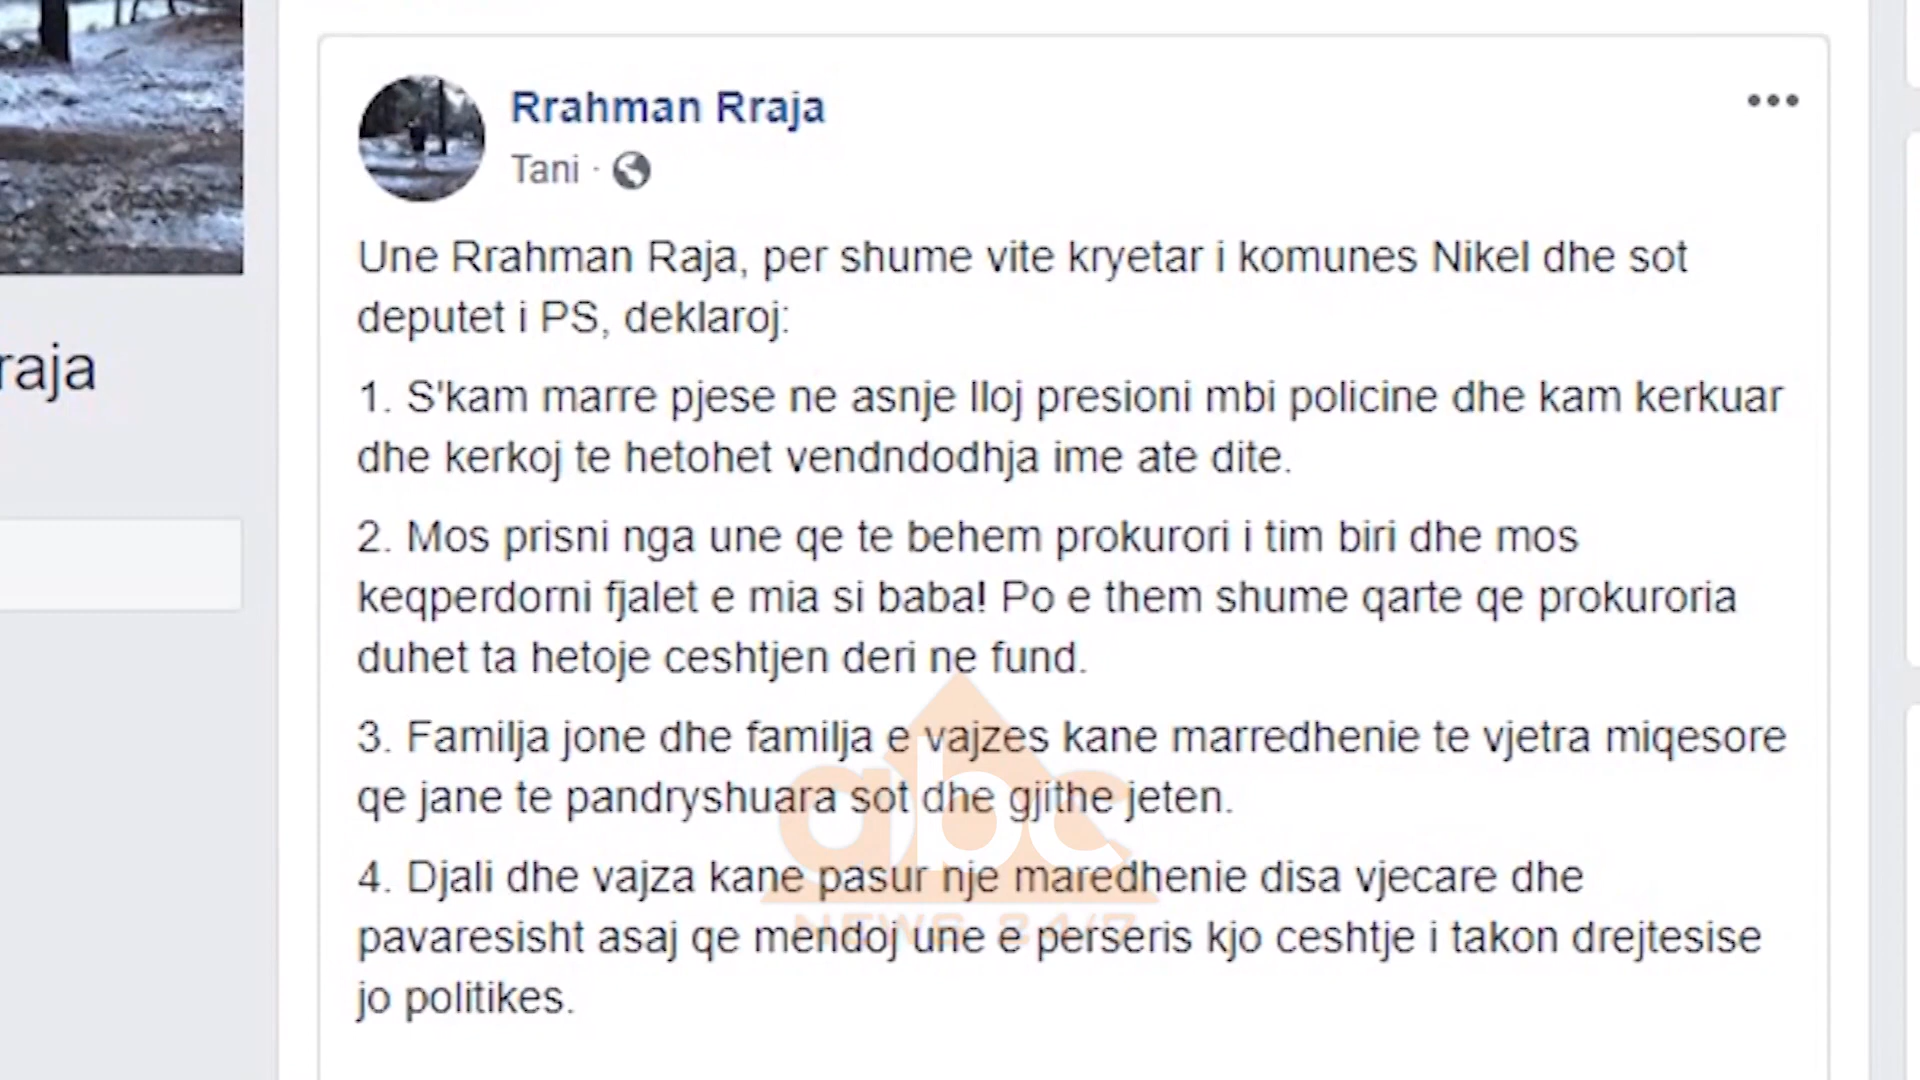 Rrahman Rraja
Tani ·
raja
Une Rrahman Raja, per shume vite kryetar i komunes Nikel dhe sot
deputet i PS, deklaroj:
1. S'kam marre pjese ne asnje lloj presioni mbi policine dhe kam kerkuar
dhe kerkoj te hetohet vendndodhja ime ate dite.
2. Mos prisni nga une qe te behem prokurori i tim biri dhe mos
keqperdorni fjalet e mia si baba! Po e them shume qarte qe prokuroria
duhet ta hetoje ceshtjen deri ne fund.
3. Familja jone dhe familja e vajzes kane marredhenie te vjetra miqesore
qe jane te pandryshuara sot dhe gjithe jeten.
abc
4. Djali dhe vajza kane pasur nje maredhenie disa vjecare dhe
NEWS 24/7
pavaresisht asaj qe mendoj une e perseris kjo ceshtje i takon drejtesise
jo politikes.